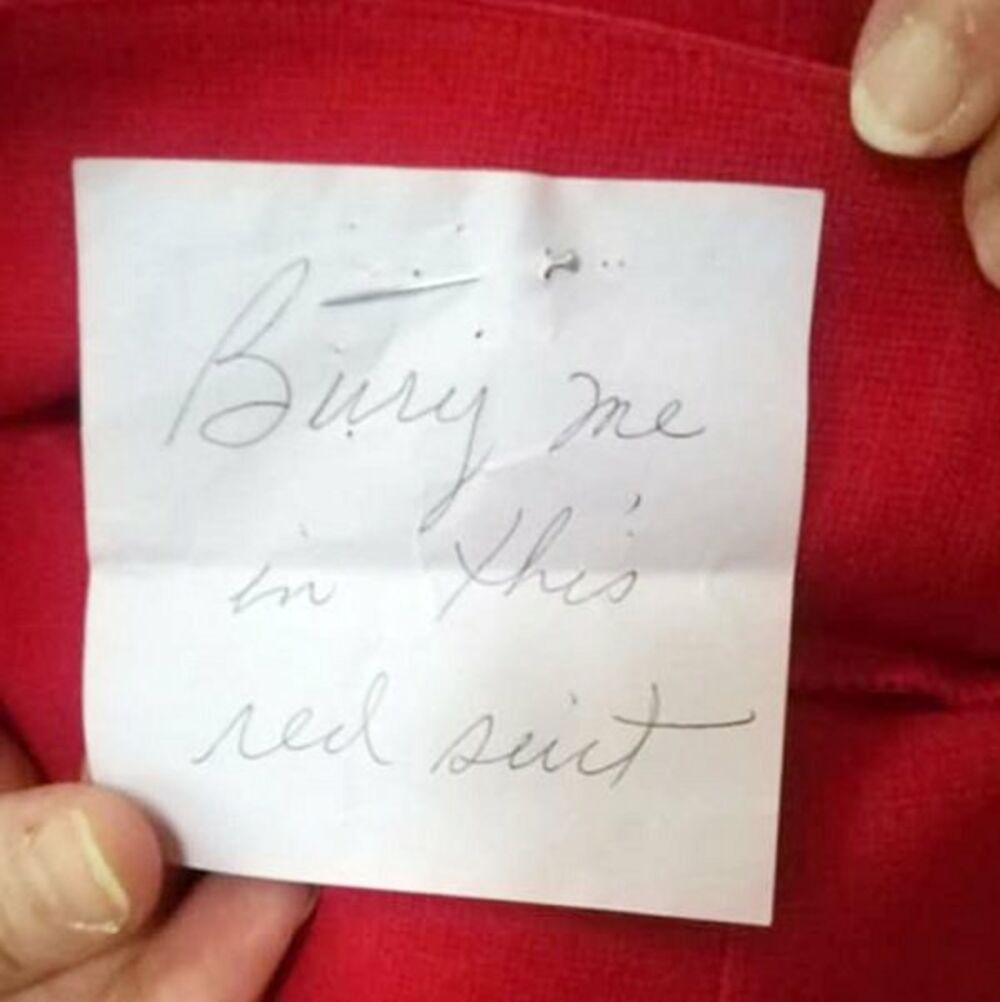 Bury me
in this
red suit